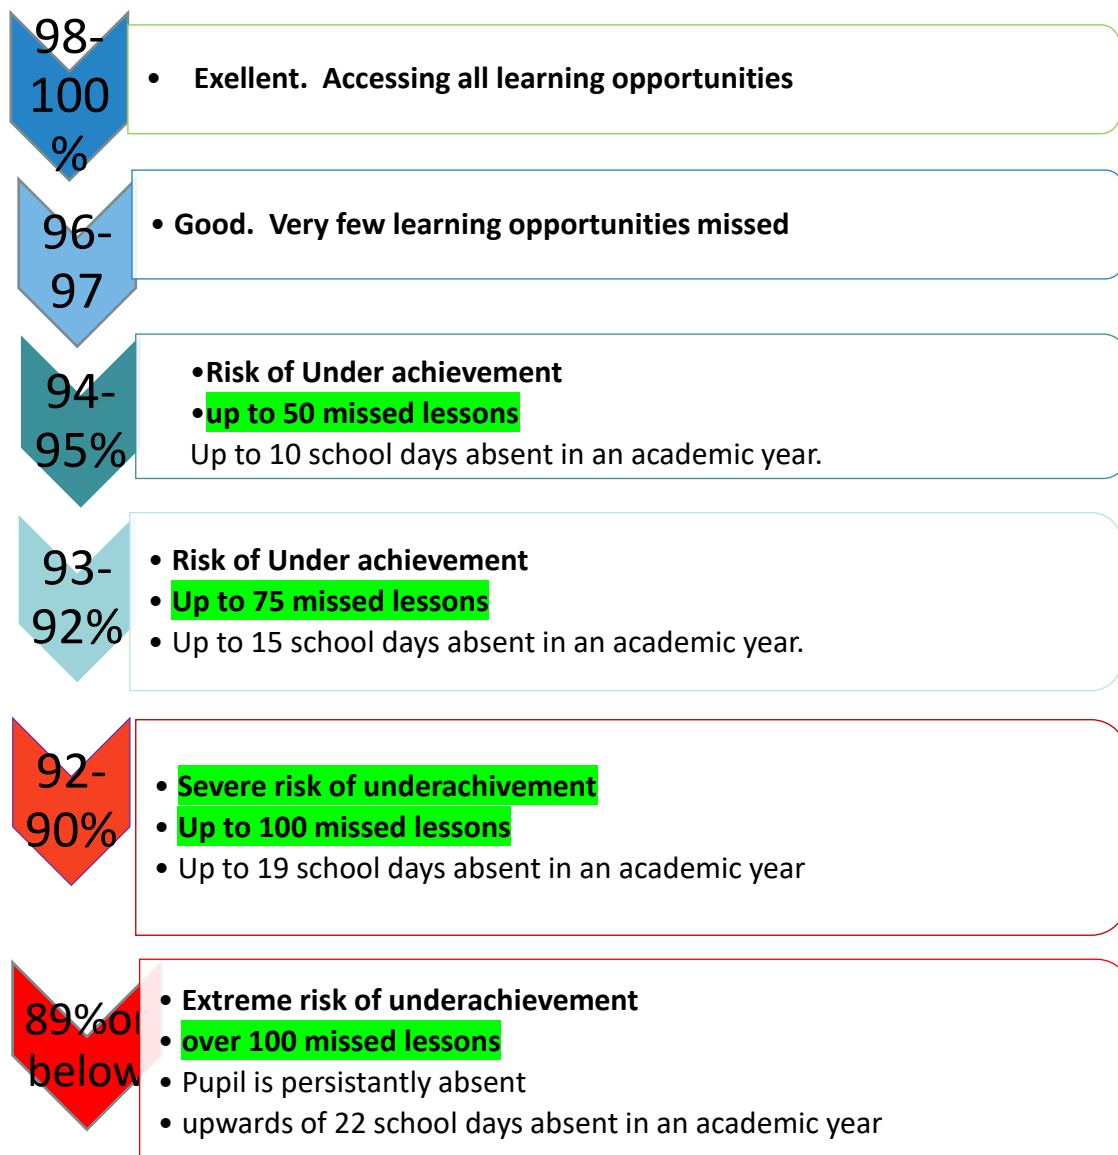 98-
100
%
• Exellent.  Accessing all learning opportunities
96-
97
• Good.  Very few learning opportunities missed
94-
95%
•Risk of Under achievement
•up to 50 missed lessons
Up to 10 school days absent in an academic year.
93-
92%
• Risk of Under achievement
• Up to 75 missed lessons
• Up to 15 school days absent in an academic year.
92-
90%
• Severe risk of underachivement
• Up to 100 missed lessons
• Up to 19 school days absent in an academic year
89%or
below
• Extreme risk of underachievement
• over 100 missed lessons
• Pupil is persistantly absent
• upwards of 22 school days absent in an academic year